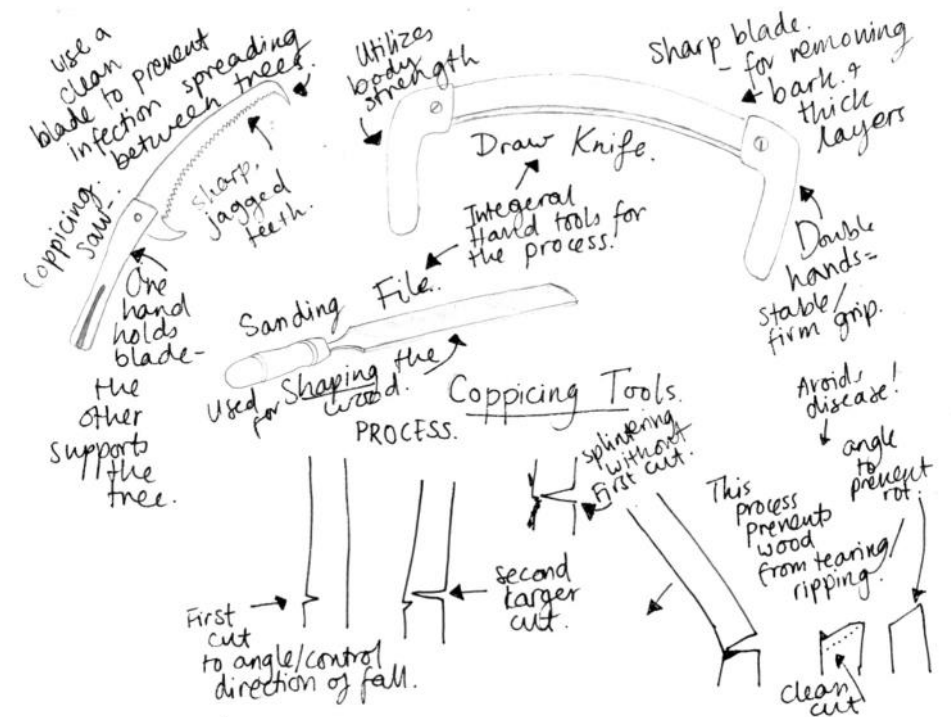 use a
clean
blade to prevent
infection spreading
between trees.
Coppicing
saw-
sharp,
jagged
teeth.
One
hand
holds
blade-
the
other
supports
the
tree.
Utilizes
body
strength
Draw Knife.
Sharp blade.
- for removing
bark &
thick
layers
Integeral
Hand tools for
the process.
Double
hands=
stable/
firm grip.
Sanding File.
Used for Shaping the
wood.
Coppicing Tools.
PROCESS.
First
cut
to angle/control
direction of fall.
second
larger
cut.
splintering
without
First cut.
This
process
prevents
wood
from tearing/
ripping.
Avoids
disease!
angle
to
prevent
rot.
clean
cut